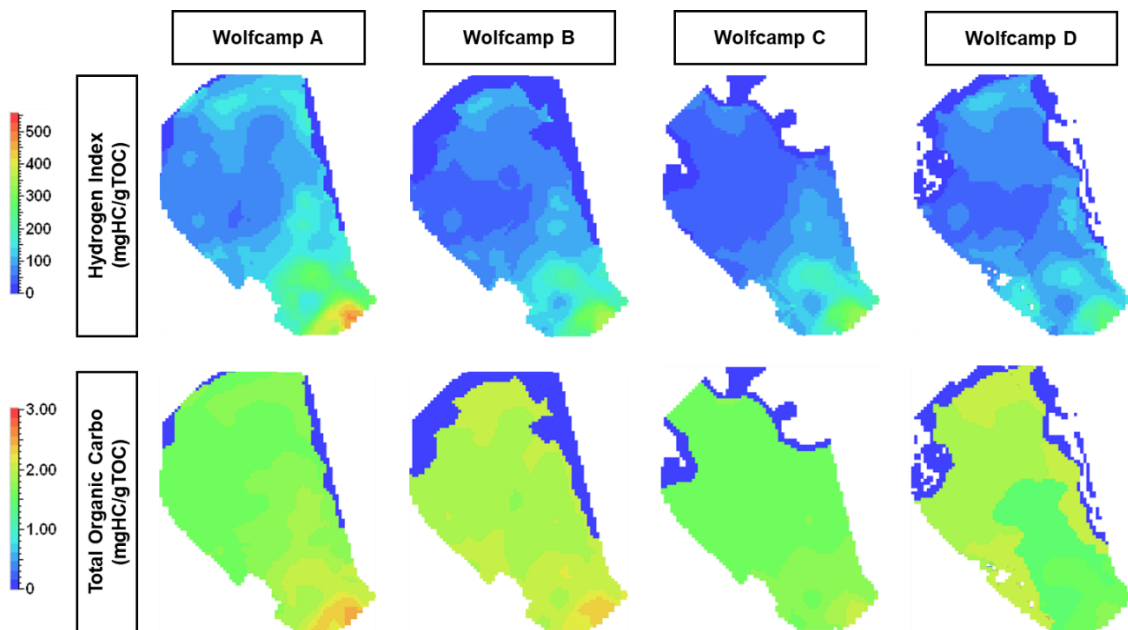 Wolfcamp A
Wolfcamp B
Wolfcamp C
Wolfcamp D
Hydrogen Index
(mgHC/gTOC)
500
400
300
200
100
0
Total Organic Carbo
(mgHC/gTOC)
3.00
2.00
1.00
0